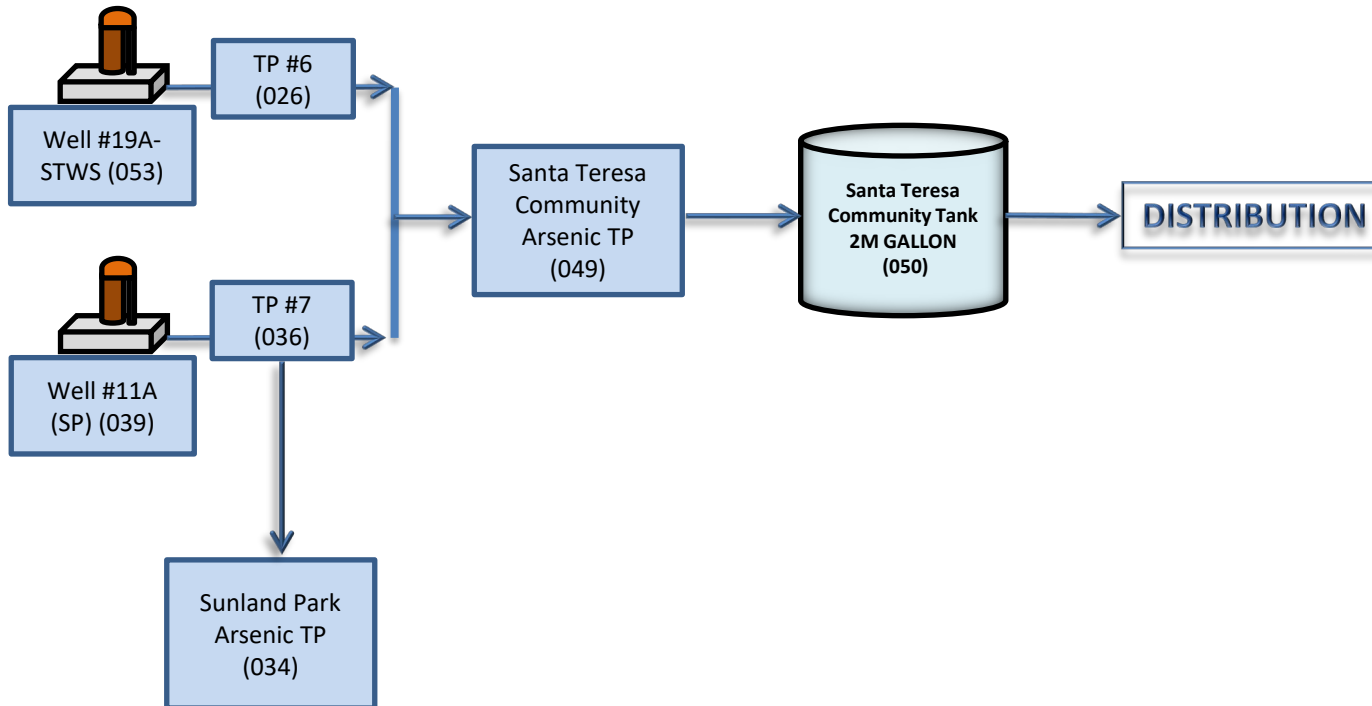 TP #6
(026)
Well #19A-
STWS (053)
Santa Teresa
Community
Arsenic TP
(049)
Santa Teresa
Community Tank
2M GALLON
(050)
DISTRIBUTION
TP #7
(036)
Well #11A
(SP) (039)
Sunland Park
Arsenic TP
(034)